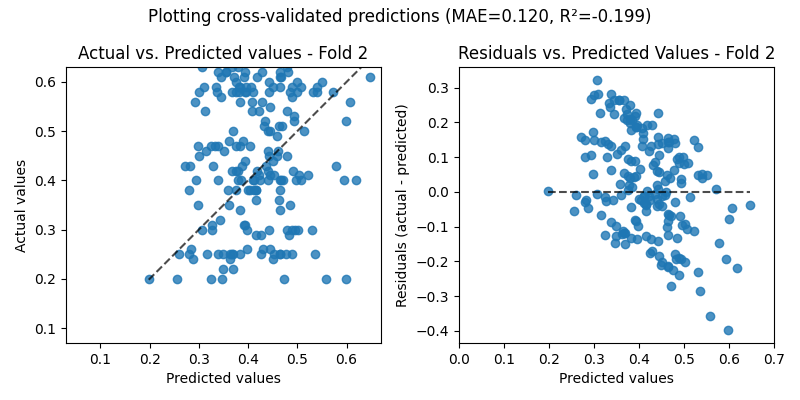 Plotting cross-validated predictions (MAE=0.120, R²=-0.199)
Actual vs. Predicted values - Fold 2
Actual values
0.6
0.5
0.4
0.3
0.2
0.1
0.1 0.2 0.3 0.4 0.5 0.6
Predicted values
Residuals vs. Predicted Values - Fold 2
Residuals (actual - predicted)
0.3
0.2
0.1
0.0
−0.1
−0.2
−0.3
−0.4
0.0 0.1 0.2 0.3 0.4 0.5 0.6 0.7
Predicted values